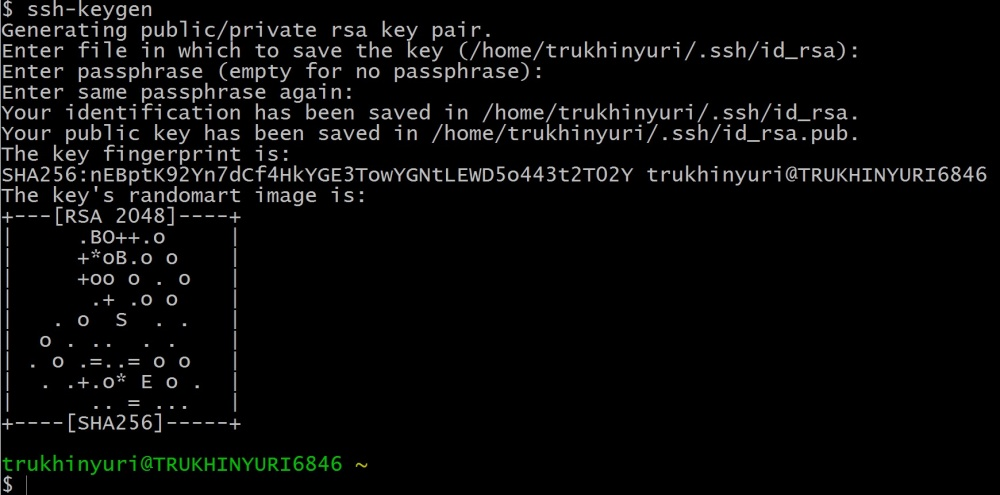 $ ssh-keygen
Generating public/private rsa key pair.
Enter file in which to save the key (/home/trukhinyuri/.ssh/id_rsa):
Enter passphrase (empty for no passphrase):
Enter same passphrase again:
Your identification has been saved in /home/trukhinyuri/.ssh/id_rsa.
Your public key has been saved in /home/trukhinyuri/.ssh/id_rsa.pub.
The key fingerprint is:
SHA256:nEBptK92Yn7dCf4HkYGE3TowYGNtLEWD5o443t2TO2Y trukhinyuri@TRUKHINYURI6846
The key's randomart image is:
+---[RSA 2048]----+
|     .BO++.o     |
|     +*oB.o o    |
|     +oo o . o   |
|      .+ .o o    |
|   . o  S  . .   |
|  o . ..  . .    |
| . o .=..= o o   |
|  . .+.o* E o .  |
|      .. = ...   |
+----[SHA256]-----+
trukhinyuri@TRUKHINYURI6846 ~
$